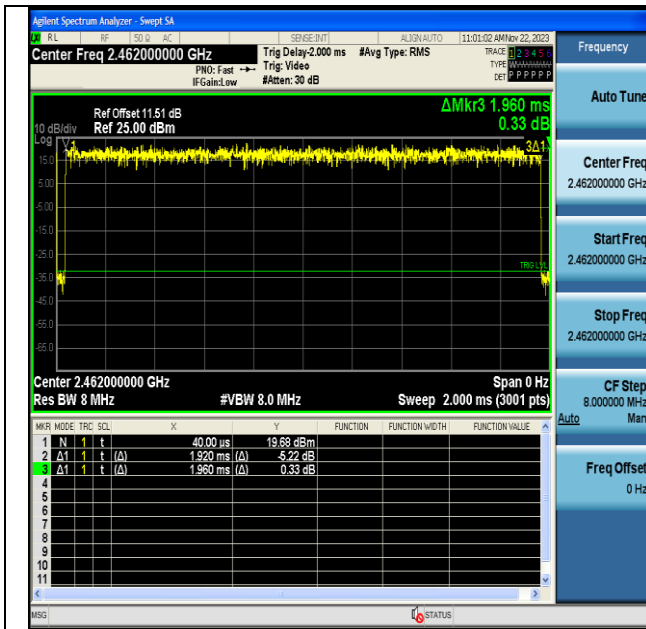 Agilent Spectrum Analyzer - Swept SA
RL RF 50 Ω AC SENSE:INT ALIGN AUTO 11:01:02 AM Nov 22, 2023
Center Freq 2.462000000 GHz
PNO: Fast
IFGain:Low
Trig Delay-2.000 ms
Trig: Video
#Atten: 30 dB
#Avg Type: RMS
TRACE 1 2 3 4 5 6
TYPE
DET P P P P P P
Ref Offset 11.51 dB
10 dB/div Ref 25.00 dBm
Log
ΔMkr3 1.960 ms
0.33 dB
1
3Δ1
15.0
5.00
-5.00
-15.0
-25.0
TRIG LVL
-35.0
-45.0
-55.0
-65.0
Center 2.462000000 GHz Span 0 Hz
Res BW 8 MHz #VBW 8.0 MHz Sweep 2.000 ms (3001 pts)
MKR MODE TRC SCL X Y FUNCTION FUNCTION WIDTH FUNCTION VALUE
1 N 1 t 40.00 µs 19.68 dBm
2 Δ1 1 t (Δ) 1.920 ms (Δ) -5.22 dB
3 Δ1 1 t (Δ) 1.960 ms (Δ) 0.33 dB
4
5
6
7
8
9
10
11
MSG STATUS
Frequency
Auto Tune
Center Freq
2.462000000 GHz
Start Freq
2.462000000 GHz
Stop Freq
2.462000000 GHz
CF Step
8.000000 MHz
Auto Man
Freq Offset
0 Hz